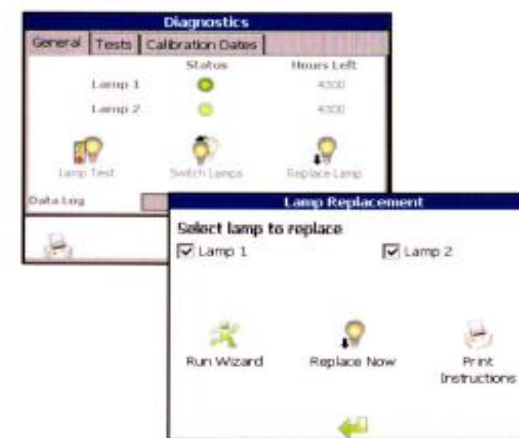 Diagnostics
General Tests Calibration Dates
Status Hours Left
Lamp 1 4300
Lamp 2 4300
Lamp Test Switch Lamps Replace Lamp
Data Log
Lamp Replacement
Select lamp to replace
Lamp 1 Lamp 2
Run Wizard Replace Now Print
Instructions